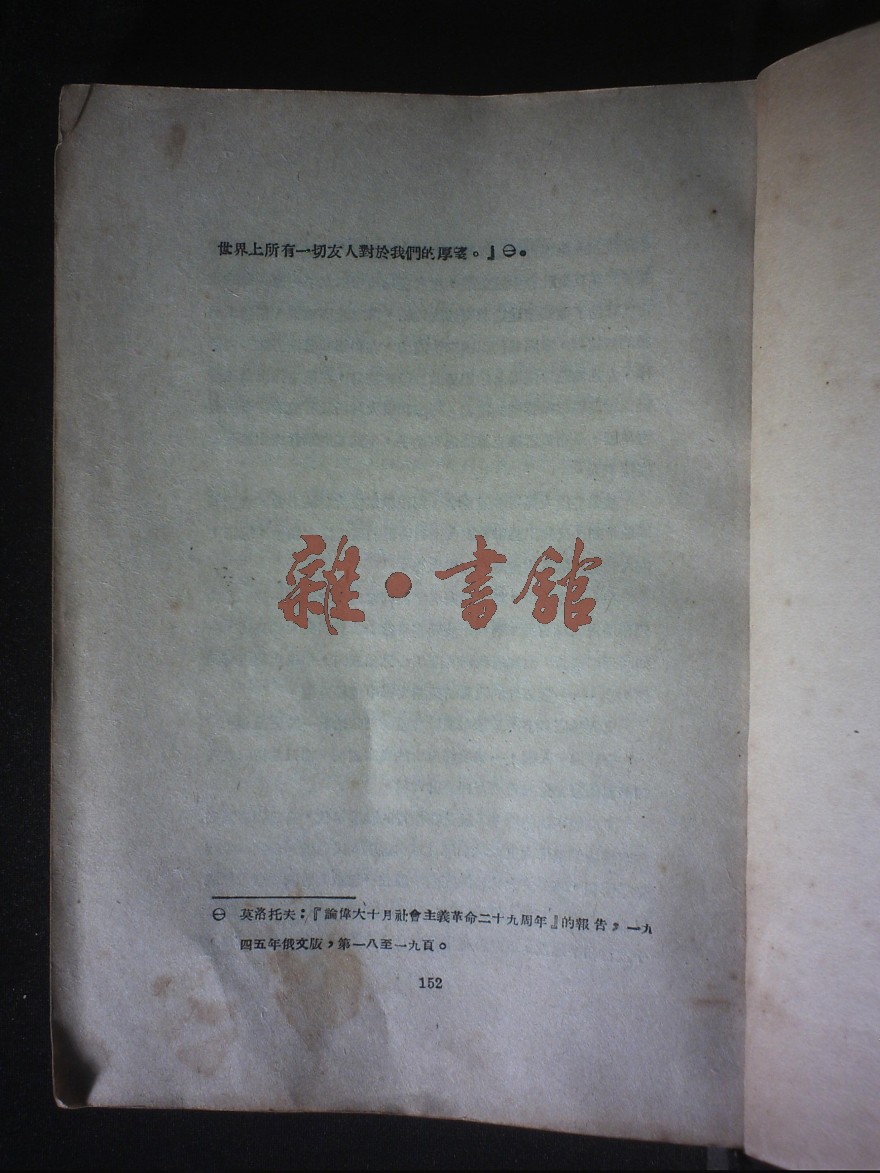 世界上所有一切友人對於我們的厚望。』㊀。
雜·書館
㊀ 莫洛托夫：『論偉大十月社會主義革命二十九周年』的報告，一九
四五年俄文版，第一八至一九頁。
152